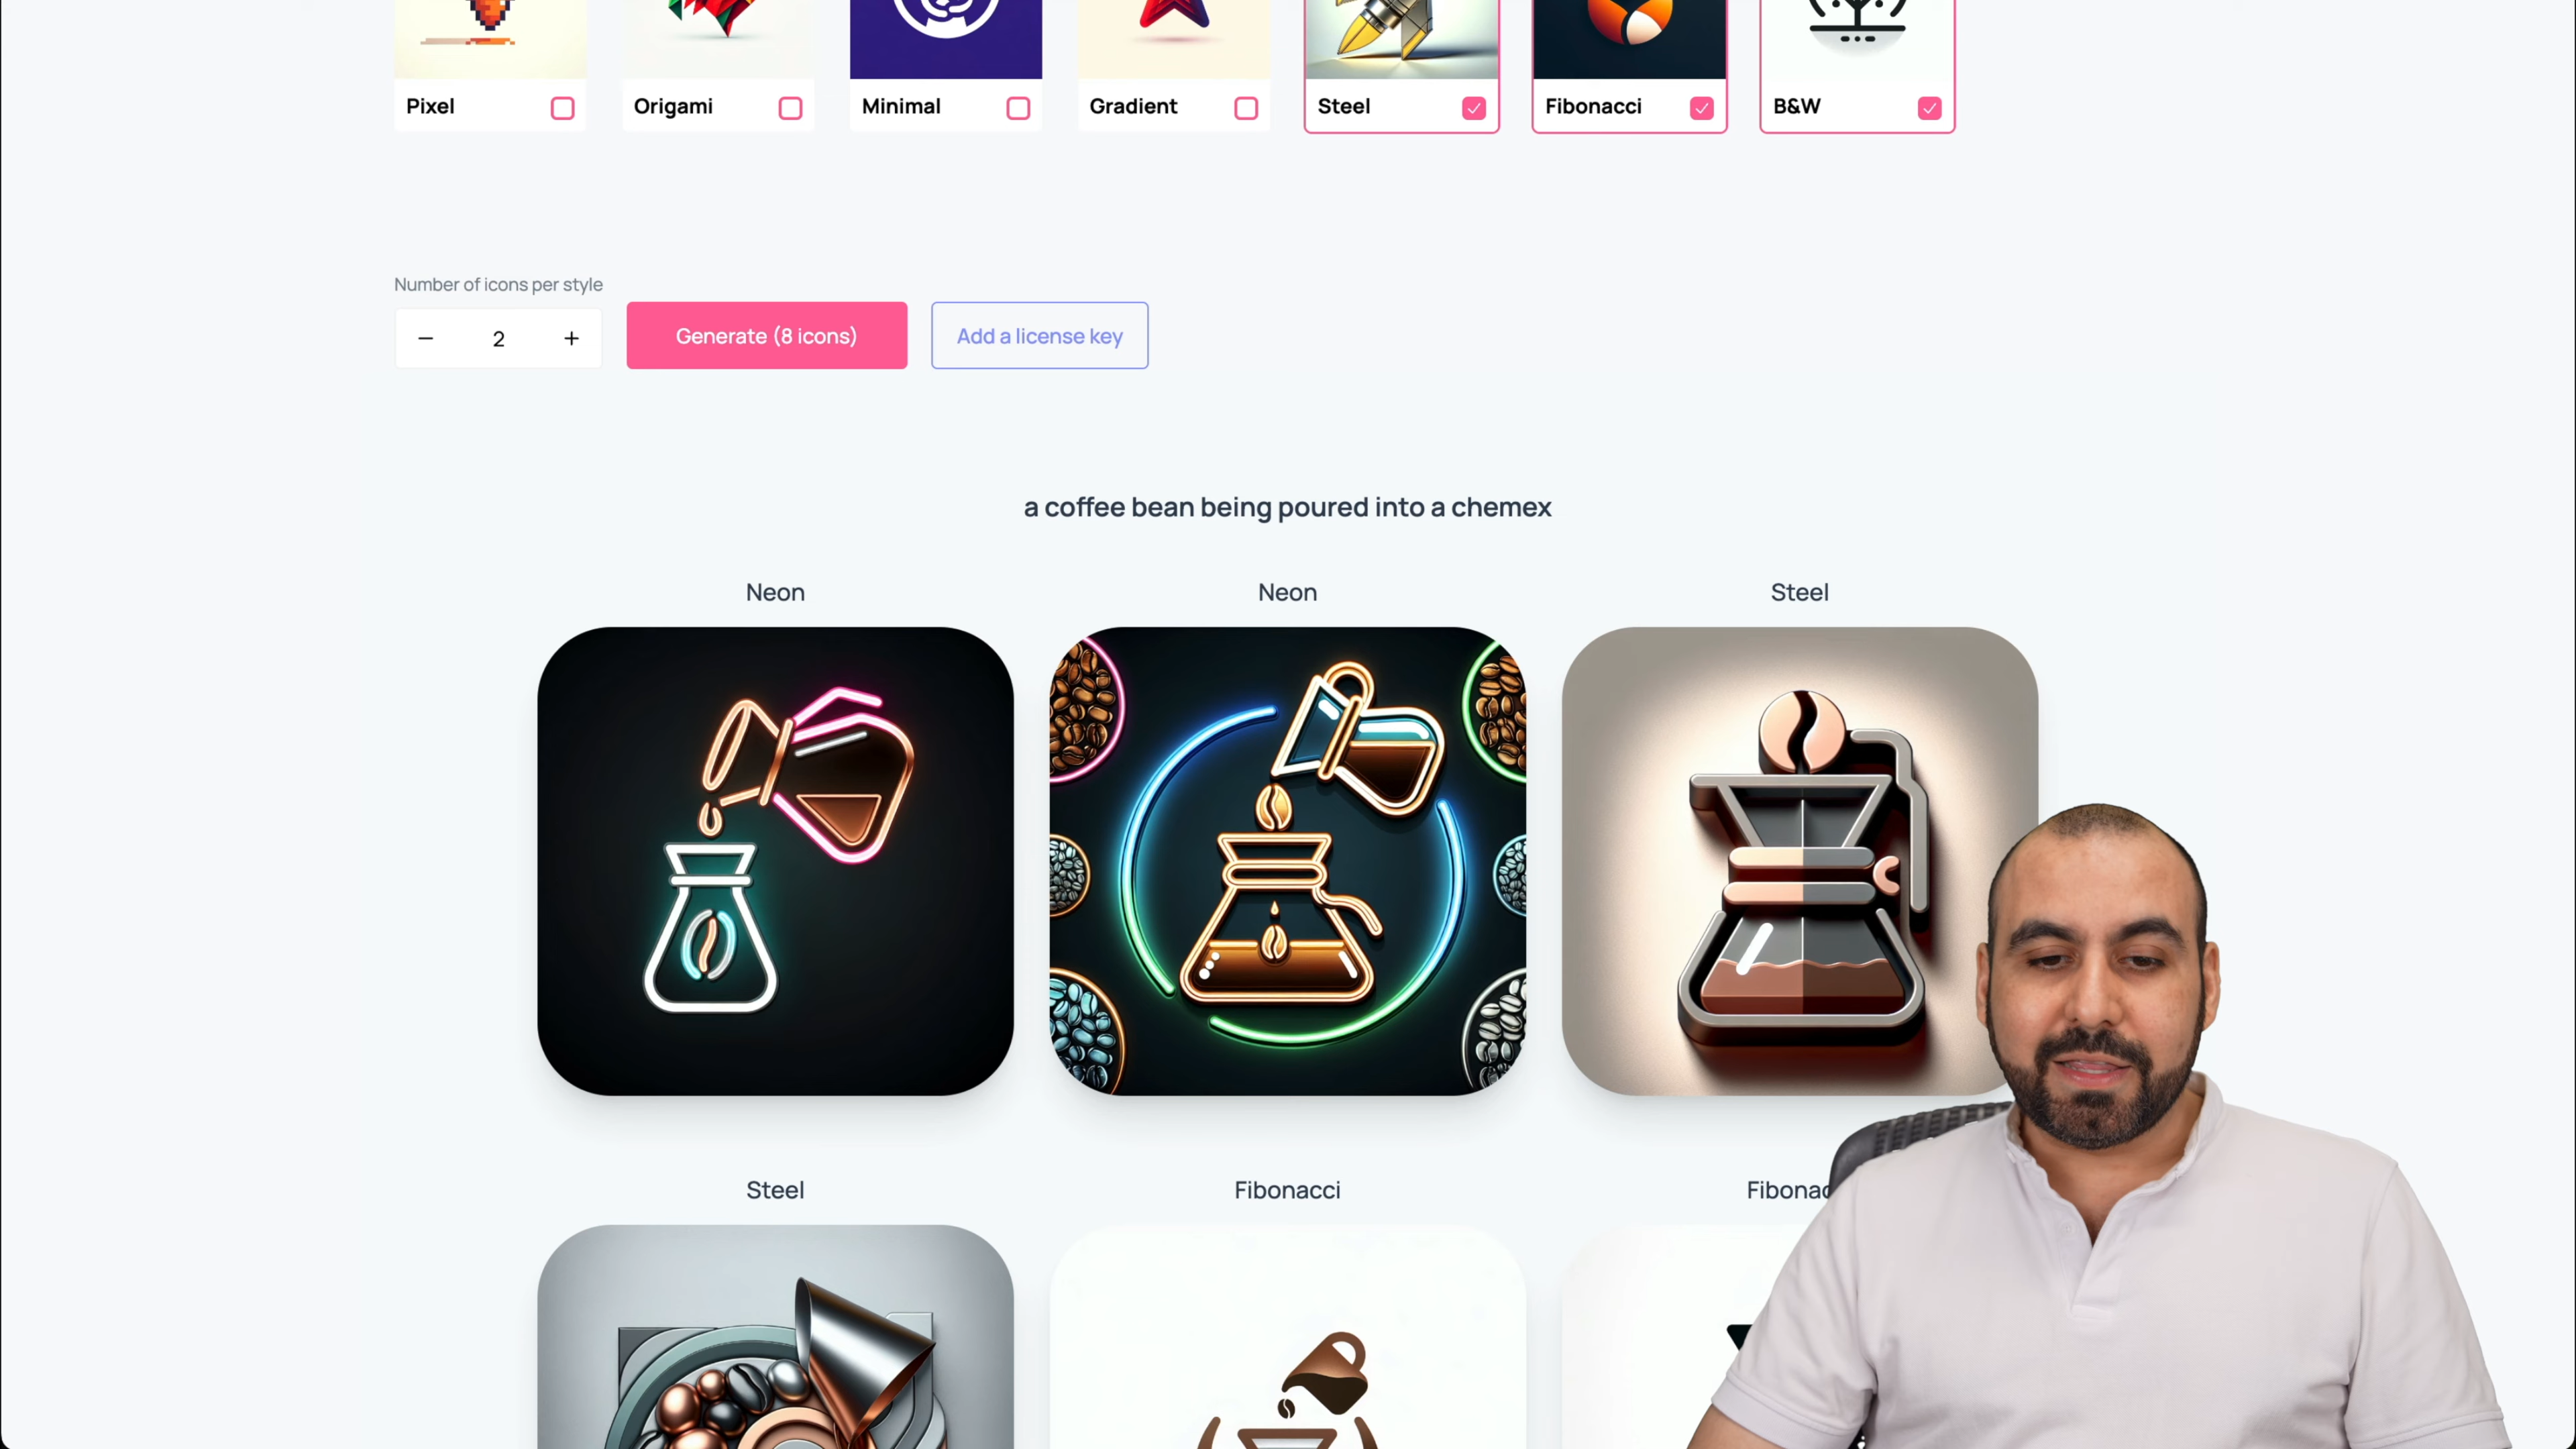 Pixel
Origami
Minimal
Gradient
Steel
Fibonacci
B&W
Number of icons per style
− 2 +
Generate (8 icons)
Add a license key
a coffee bean being poured into a chemex
Neon
Neon
Steel
Steel
Fibonacci